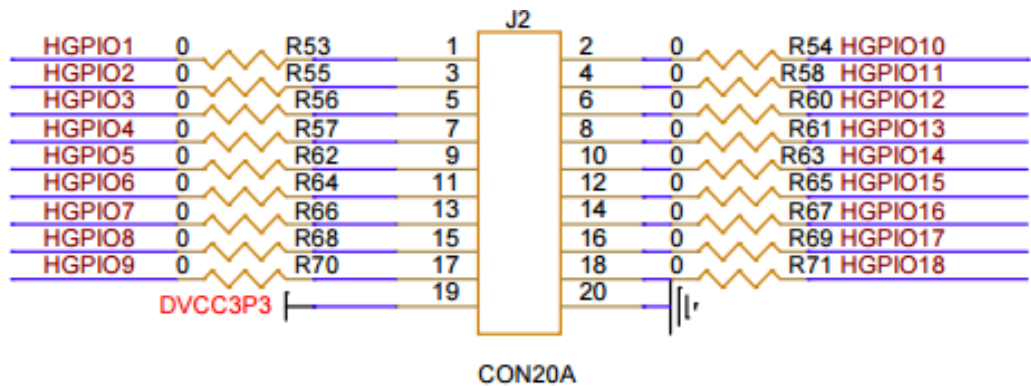 J2
HGPIO1 0 R53 1 2 0 R54 HGPIO10
HGPIO2 0 R55 3 4 0 R58 HGPIO11
HGPIO3 0 R56 5 6 0 R60 HGPIO12
HGPIO4 0 R57 7 8 0 R61 HGPIO13
HGPIO5 0 R62 9 10 0 R63 HGPIO14
HGPIO6 0 R64 11 12 0 R65 HGPIO15
HGPIO7 0 R66 13 14 0 R67 HGPIO16
HGPIO8 0 R68 15 16 0 R69 HGPIO17
HGPIO9 0 R70 17 18 0 R71 HGPIO18
DVCC3P3 19 20
CON20A